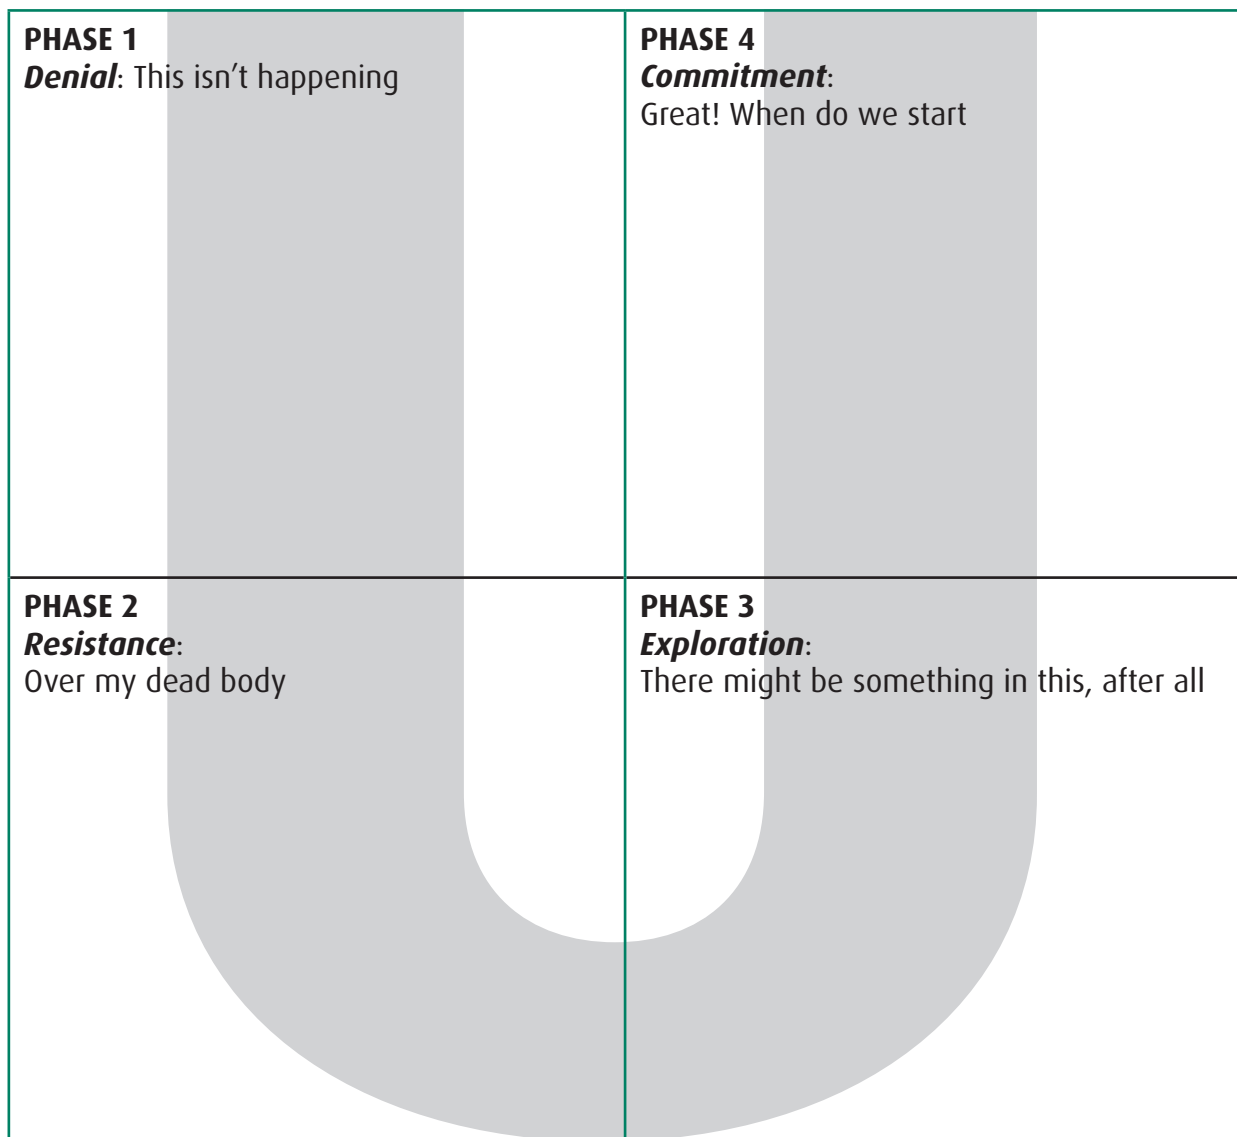 PHASE 1
Denial: This isn’t happening
PHASE 4
Commitment:
Great! When do we start
PHASE 2
Resistance:
Over my dead body
PHASE 3
Exploration:
There might be something in this, after all